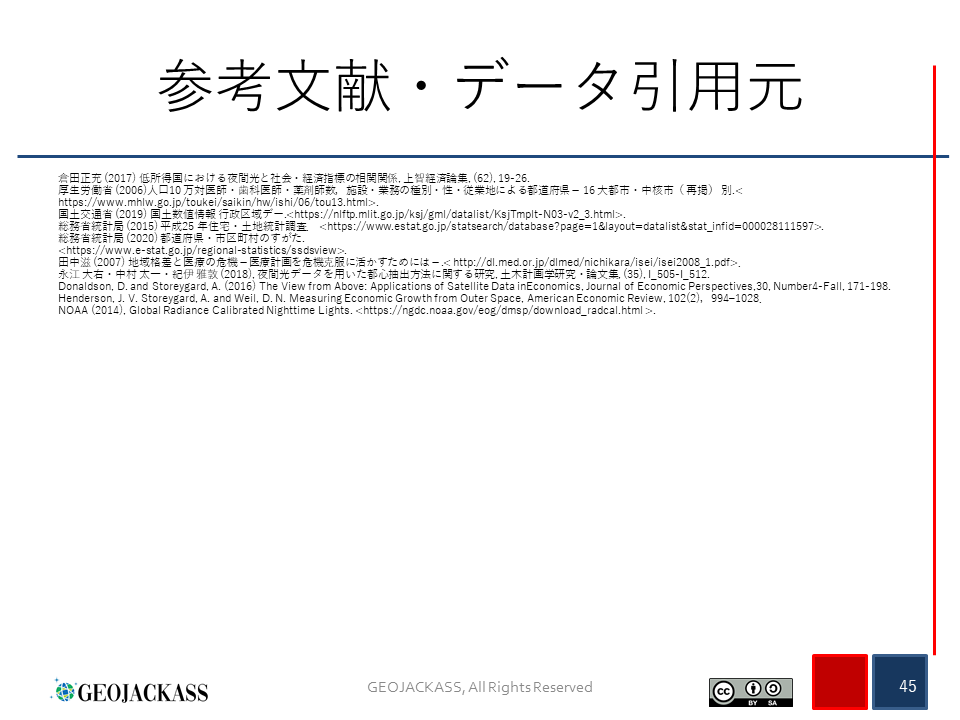 参考文献・データ引用元
倉田正充 (2017) 低所得国における夜間光と社会・経済指標の相関関係, 上智経済論集, (62), 19-26.
厚生労働省 (2006)人口10 万対医師・歯科医師・薬剤師数，施設・業務の種別・性・従業地による都道府県－16 大都市・中核市（ 再掲） 別.<
https://www.mhlw.go.jp/toukei/saikin/hw/ishi/06/tou13.html>.
国土交通省 (2019) 国土数値情報 行政区域デー.<https://nlftp.mlit.go.jp/ksj/gml/datalist/KsjTmplt-N03-v2_3.html>.
総務省統計局 (2015) 平成25 年住宅・土地統計調査.　<https://www.estat.go.jp/statsearch/database?page=1&layout=datalist&stat_infid=000028111597>.
総務省統計局 (2020) 都道府県・市区町村のすがた.
<https://www.e-stat.go.jp/regional-statistics/ssdsview>.
田中滋 (2007) 地域格差と医療の危機－医療計画を危機克服に活かすためには－.< http://dl.med.or.jp/dlmed/nichikara/isei/isei2008_1.pdf>.
永江 大右・中村 太一・紀伊 雅敦 (2018), 夜間光データを用いた都心抽出方法に関する研究, 土木計画学研究・論文集, (35), I_505-I_512.
Donaldson, D. and Storeygard, A. (2016) The View from Above: Applications of Satellite Data inEconomics, Journal of Economic Perspectives,30, Number4-Fall, 171-198.
Henderson, J. V. Storeygard, A. and Weil, D. N. Measuring Economic Growth from Outer Space, American Economic Review, 102(2)，994–1028.
NOAA (2014), Global Radiance Calibrated Nighttime Lights. <https://ngdc.noaa.gov/eog/dmsp/download_radcal.html >.
GEOJACKASS
GEOJACKASS, All Rights Reserved
cc BY SA
45